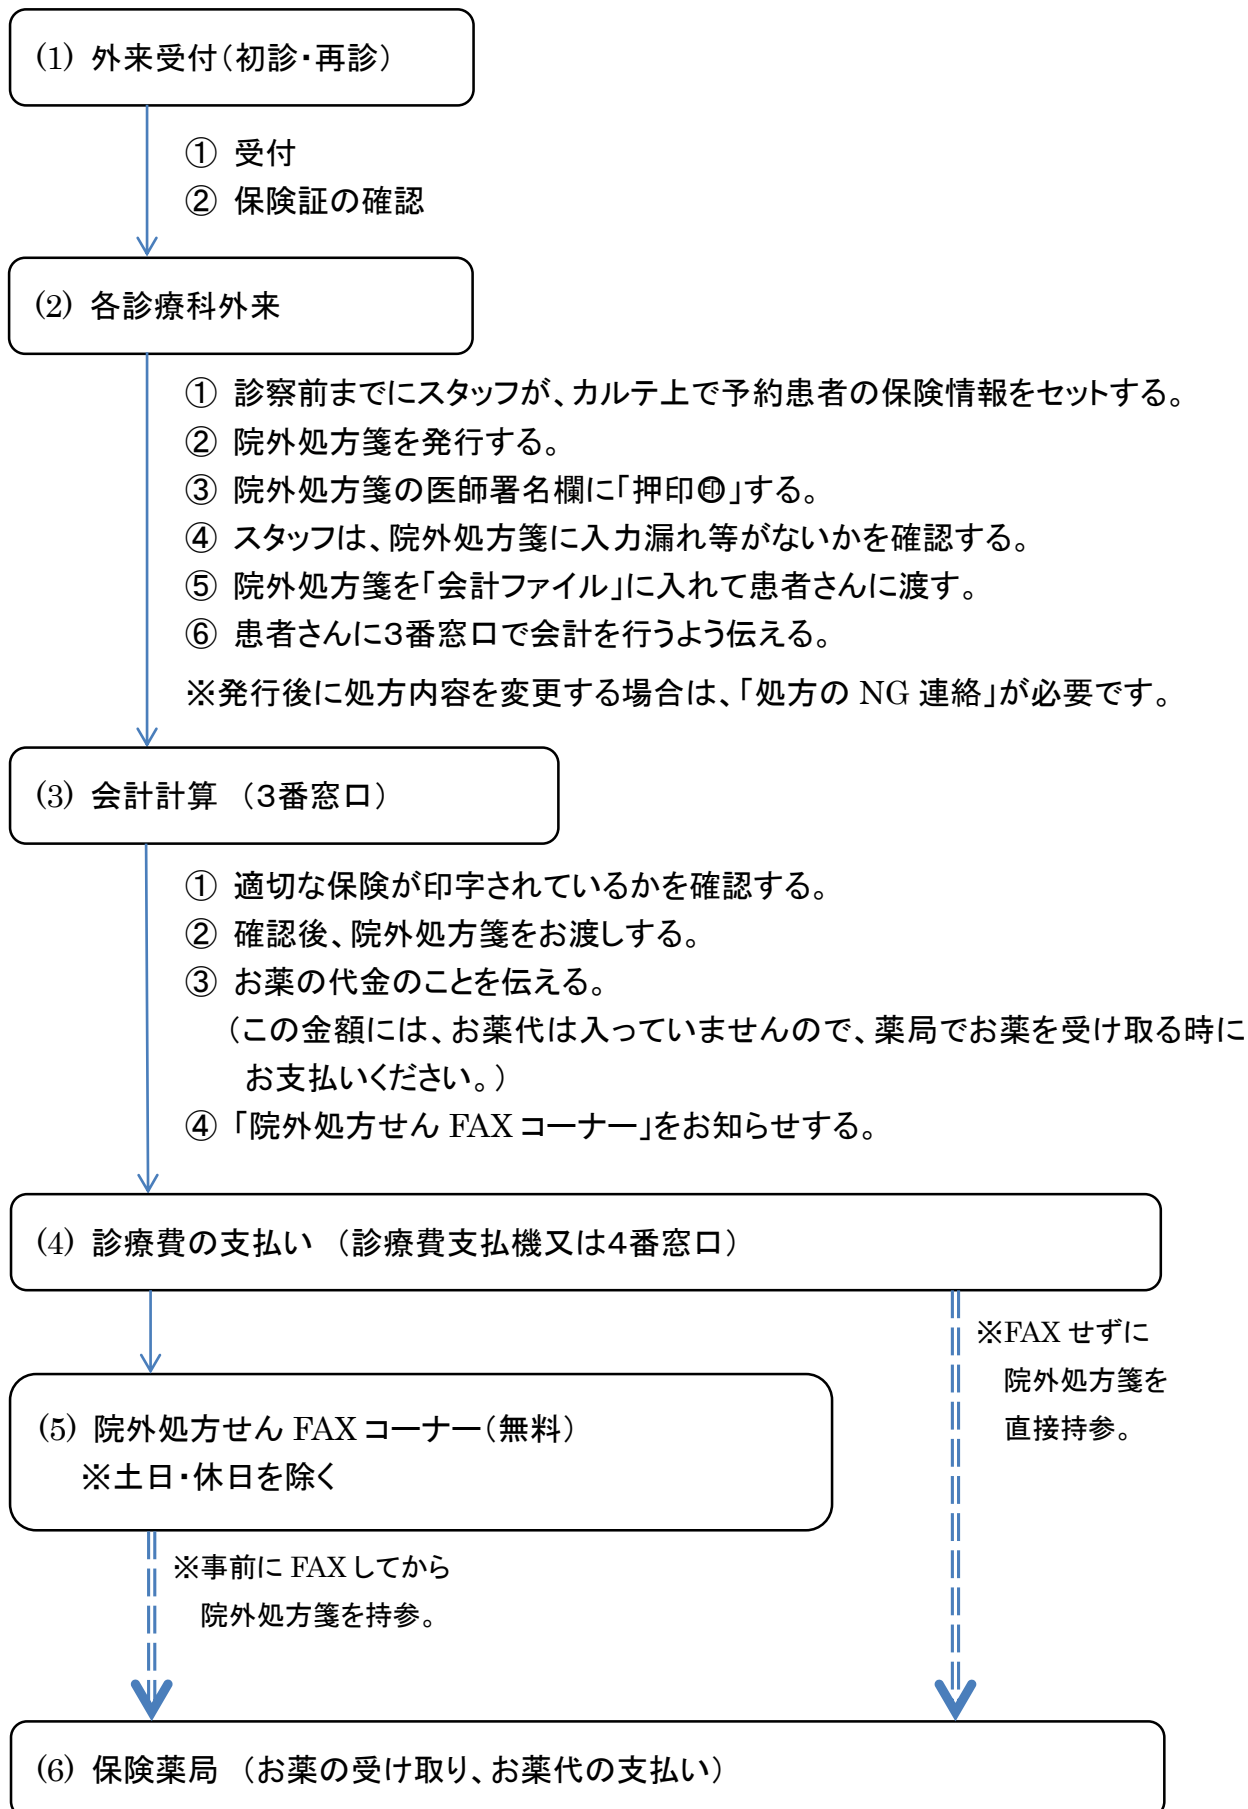 (1) 外来受付（初診・再診）
① 受付
② 保険証の確認
(2) 各診療科外来
① 診察前までにスタッフが、カルテ上で予約患者の保険情報をセットする。
② 院外処方箋を発行する。
③ 院外処方箋の医師署名欄に「押印㊞」する。
④ スタッフは、院外処方箋に入力漏れ等がないかを確認する。
⑤ 院外処方箋を「会計ファイル」に入れて患者さんに渡す。
⑥ 患者さんに３番窓口で会計を行うよう伝える。
※発行後に処方内容を変更する場合は、「処方の NG 連絡」が必要です。
(3) 会計計算 （３番窓口）
① 適切な保険が印字されているかを確認する。
② 確認後、院外処方箋をお渡しする。
③ お薬の代金のことを伝える。
（この金額には、お薬代は入っていませんので、薬局でお薬を受け取る時に
お支払いください。）
④ 「院外処方せん FAX コーナー」をお知らせする。
(4) 診療費の支払い （診療費支払機又は４番窓口）
※FAX せずに
院外処方箋を
直接持参。
(5) 院外処方せん FAX コーナー（無料）
※土日・休日を除く
※事前に FAX してから
院外処方箋を持参。
(6) 保険薬局 （お薬の受け取り、お薬代の支払い）